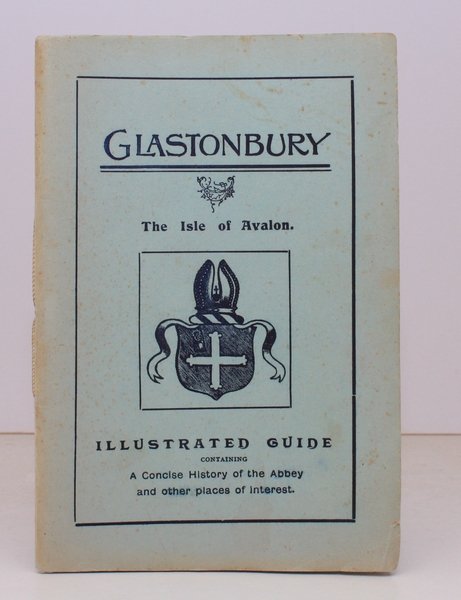 GLASTONBURY
The Isle of Avalon.
ILLUSTRATED GUIDE
CONTAINING
A Concise History of the Abbey
and other places of interest.